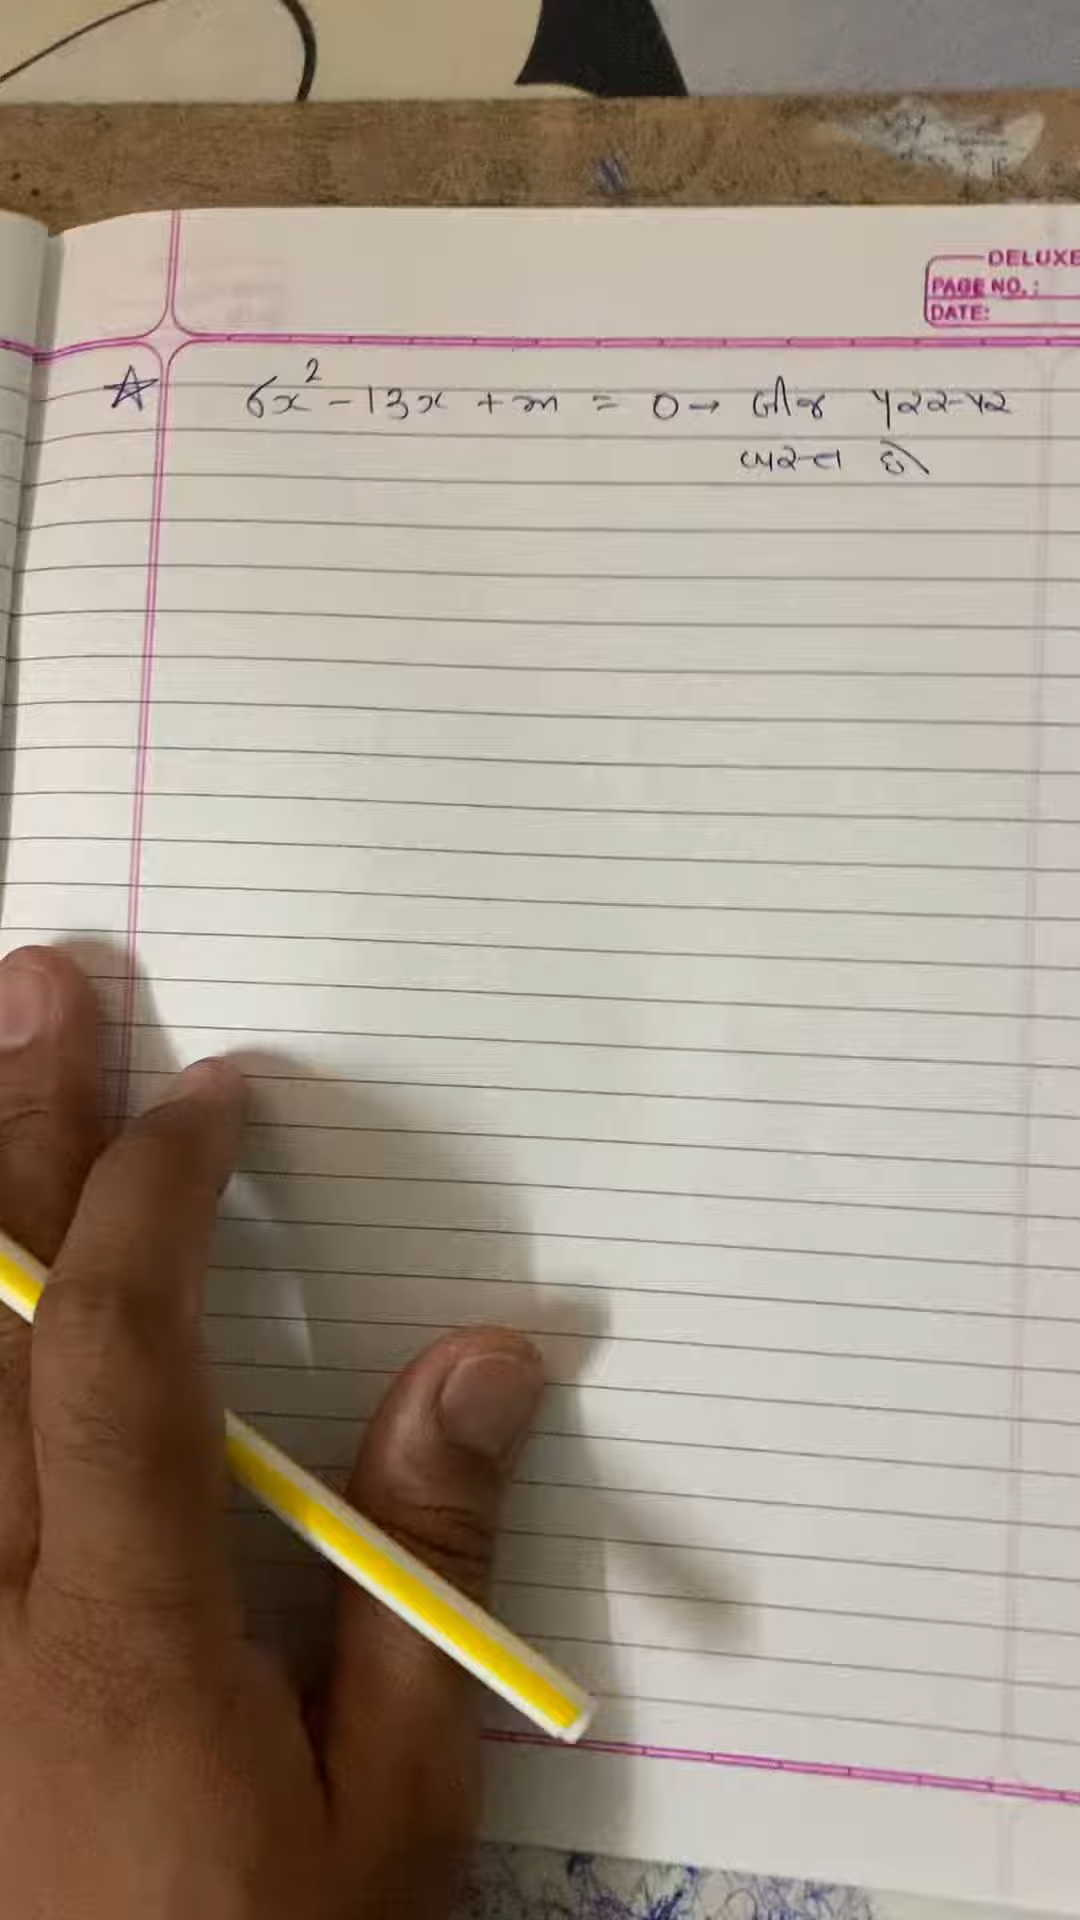 DELUXE
PAGE NO. :
DATE:
6x² - 13x + m = 0 → બીજ પરસ્પર
વ્યસ્ત છે